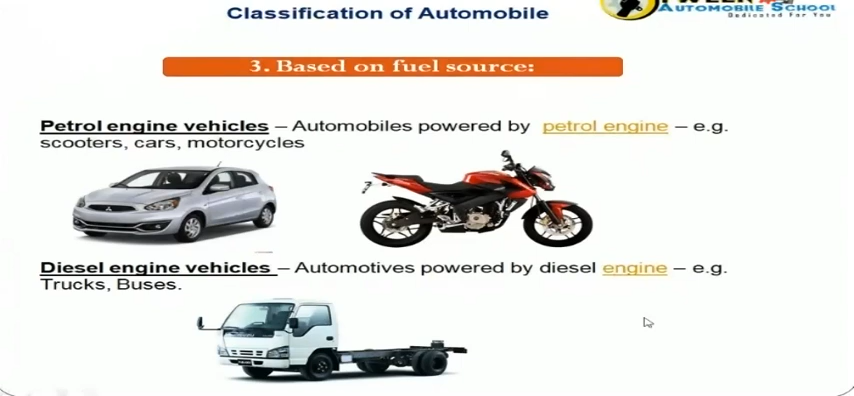 Classification of Automobile
AUTOMOBILE SCHOOL
Dedicated For You
3. Based on fuel source:
Petrol engine vehicles – Automobiles powered by petrol engine – e.g.
scooters, cars, motorcycles
Diesel engine vehicles – Automotives powered by diesel engine – e.g.
Trucks, Buses.